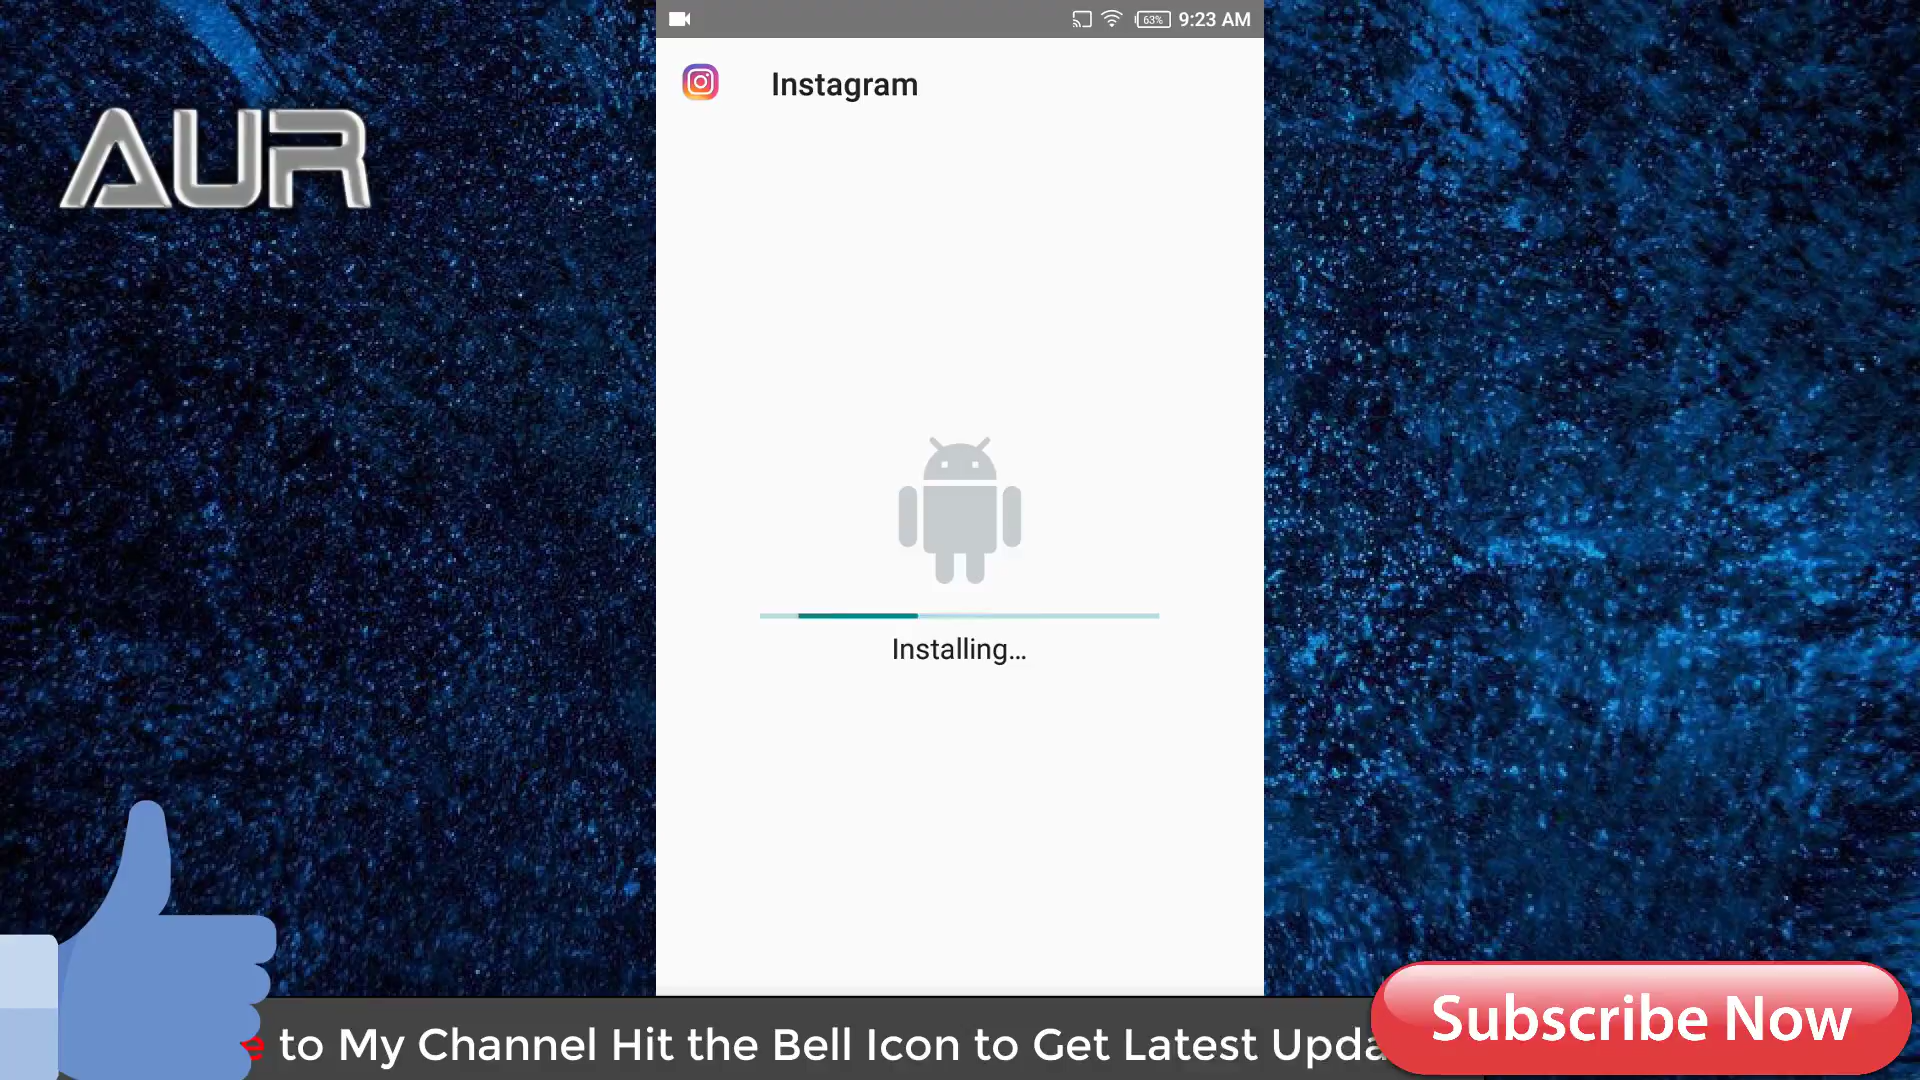 63% 9:23 AM
Instagram
AUR
Installing...
e to My Channel Hit the Bell Icon to Get Latest Upda
Subscribe Now